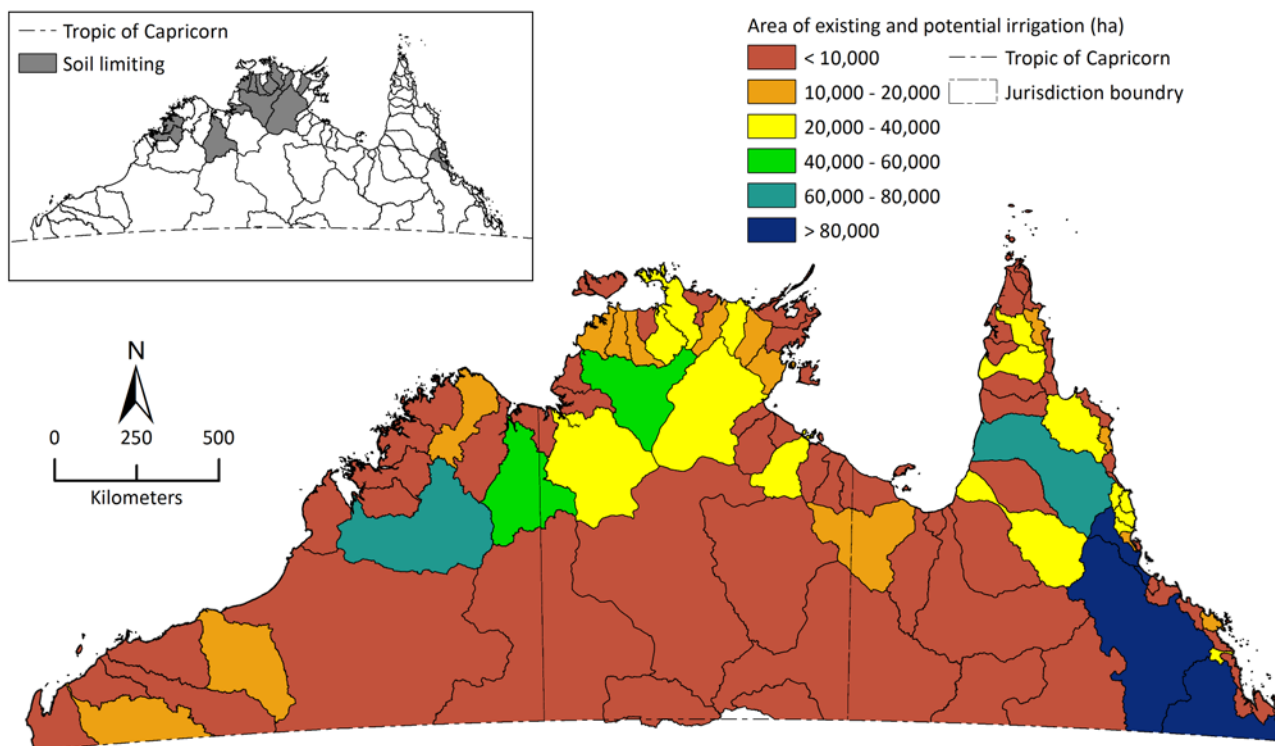 Tropic of Capricorn
Soil limiting
Area of existing and potential irrigation (ha)
< 10,000
Tropic of Capricorn
10,000 - 20,000
Jurisdiction boundry
20,000 - 40,000
40,000 - 60,000
60,000 - 80,000
> 80,000
N
0 250 500
Kilometers